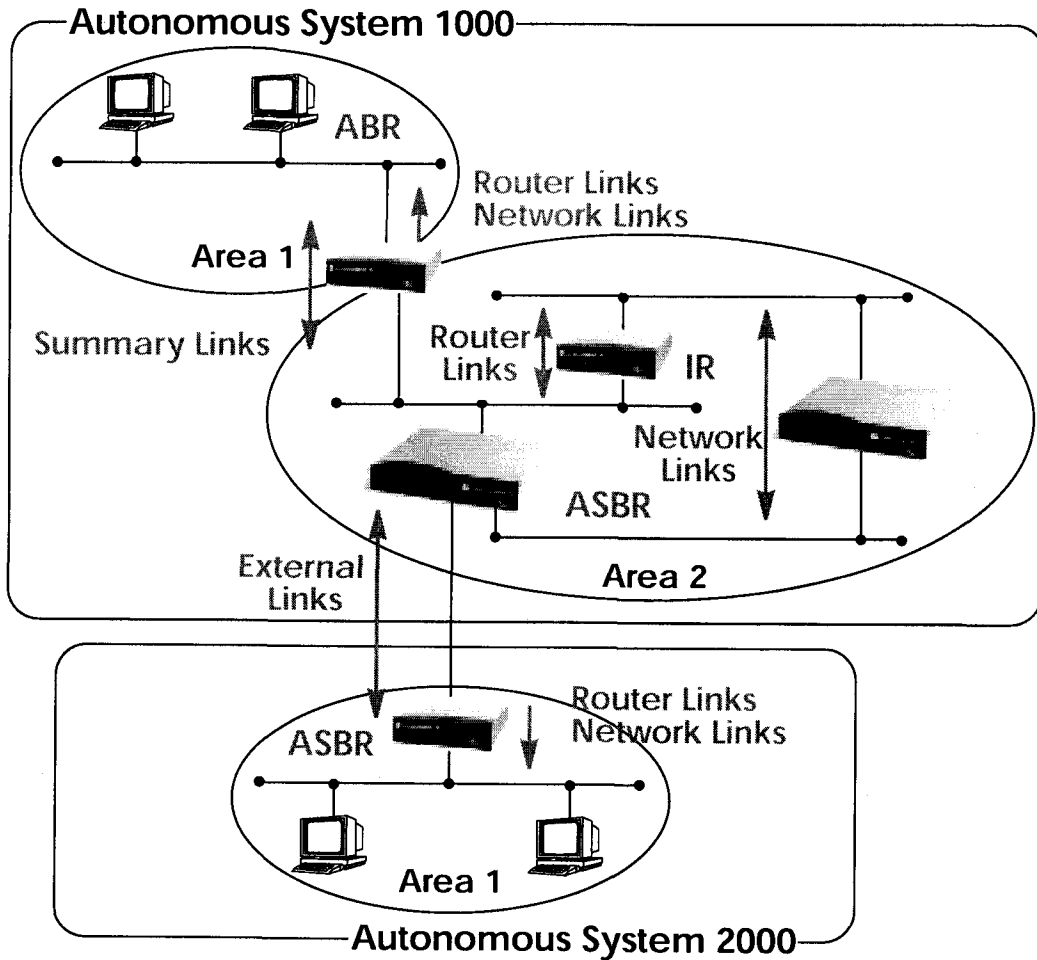 Autonomous System 1000
ABR
Router Links
Network Links
Area 1
Summary Links
Router
Links
IR
Network
Links
ASBR
External
Links
Area 2
Router Links
Network Links
ASBR
Area 1
Autonomous System 2000